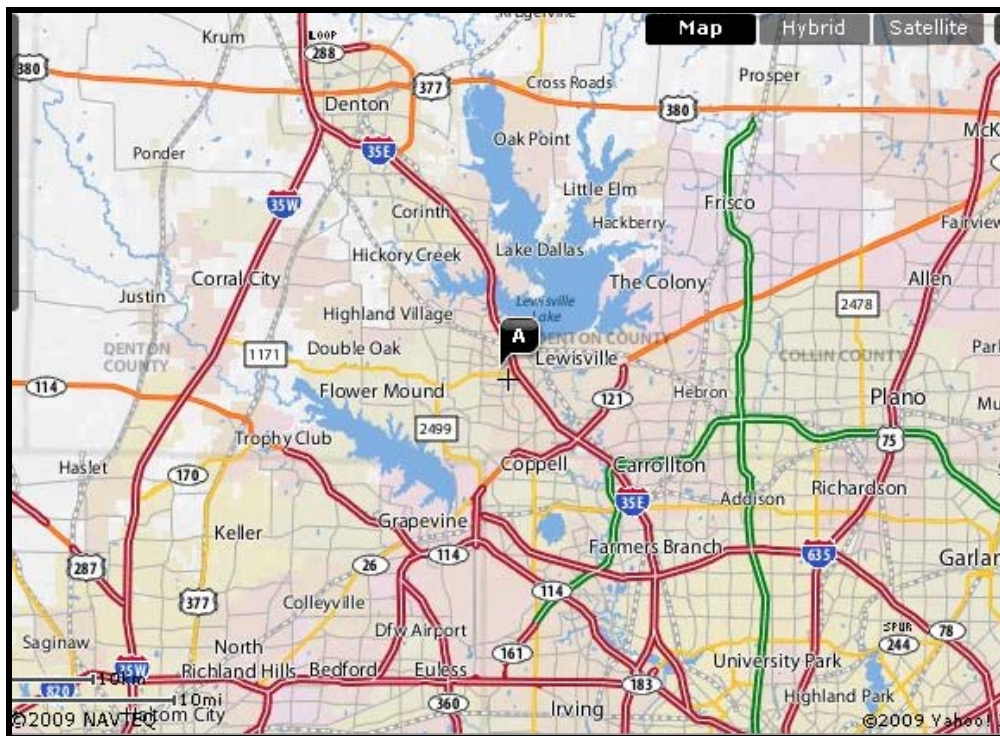 Krugerville
Map
Hybrid
Satellite
Krum
LOOP
288
380
377
Cross Roads
Prosper
Denton
380
McK
Oak Point
35E
Ponder
Little Elm
35W
Corinth
Hackberry
Frisco
Fairview
Hickory Creek
Lake Dallas
Corral City
The Colony
Allen
Justin
Lewisville
Lake
2478
Highland Village
A
DENTON COUNTY
DENTON
COUNTY
1171
Double Oak
Lewisville
COLLIN COUNTY
Park
114
Flower Mound
121
Hebron
Plano
Mu
2499
75
Trophy Club
Haslet
170
Coppell
Carrollton
35E
Addison
Richardson
Keller
Grapevine
114
26
Farmers Branch
635
Garlan
287
377
Colleyville
114
Dfw Airport
SPUR
244
78
Saginaw
North
Richland Hills
Bedford
Euless
161
University Park
35W
820
10km
10mi
183
360
Irving
Highland Park
©2009 NAVTEQ
tom City
©2009 Yahoo!